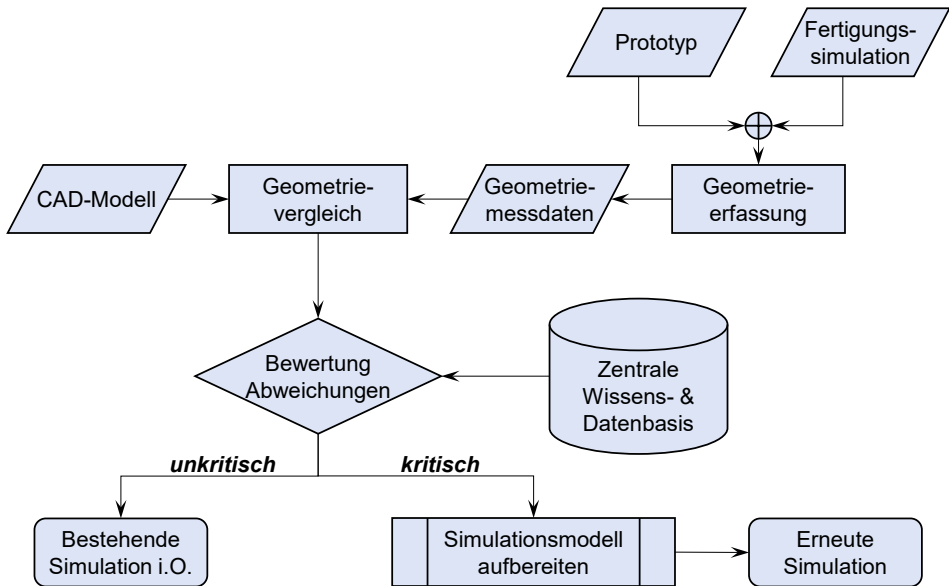 Prototyp
Fertigungs-
simulation
CAD-Modell
Geometrie-
vergleich
Geometrie-
messdaten
Geometrie-
erfassung
Bewertung
Abweichungen
Zentrale
Wissens- &
Datenbasis
unkritisch
kritisch
Bestehende
Simulation i.O.
Simulationsmodell
aufbereiten
Erneute
Simulation